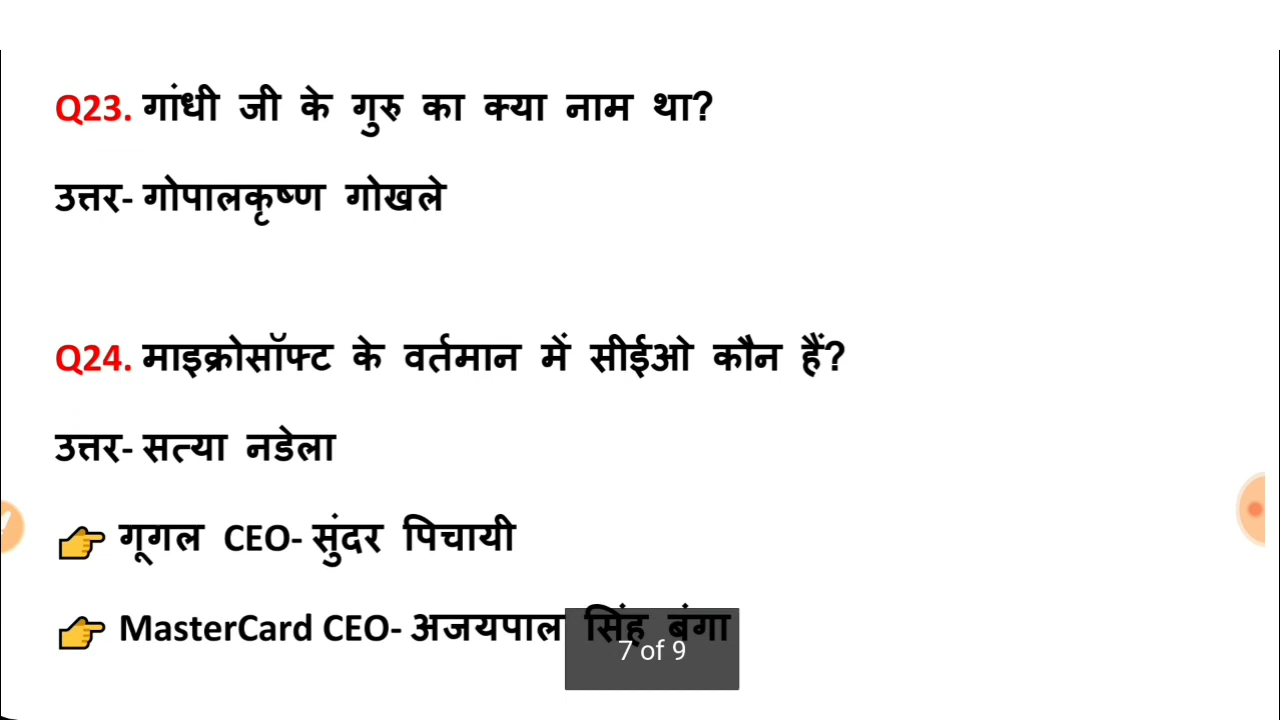 Q23. गांधी जी के गुरु का क्या नाम था?
उत्तर- गोपालकृष्ण गोखले
Q24. माइक्रोसॉफ्ट के वर्तमान में सीईओ कौन हैं?
उत्तर- सत्या नडेला
👉 गूगल CEO- सुंदर पिचायी
👉 MasterCard CEO- अजयपाल सिंह बंगा
7 of 9